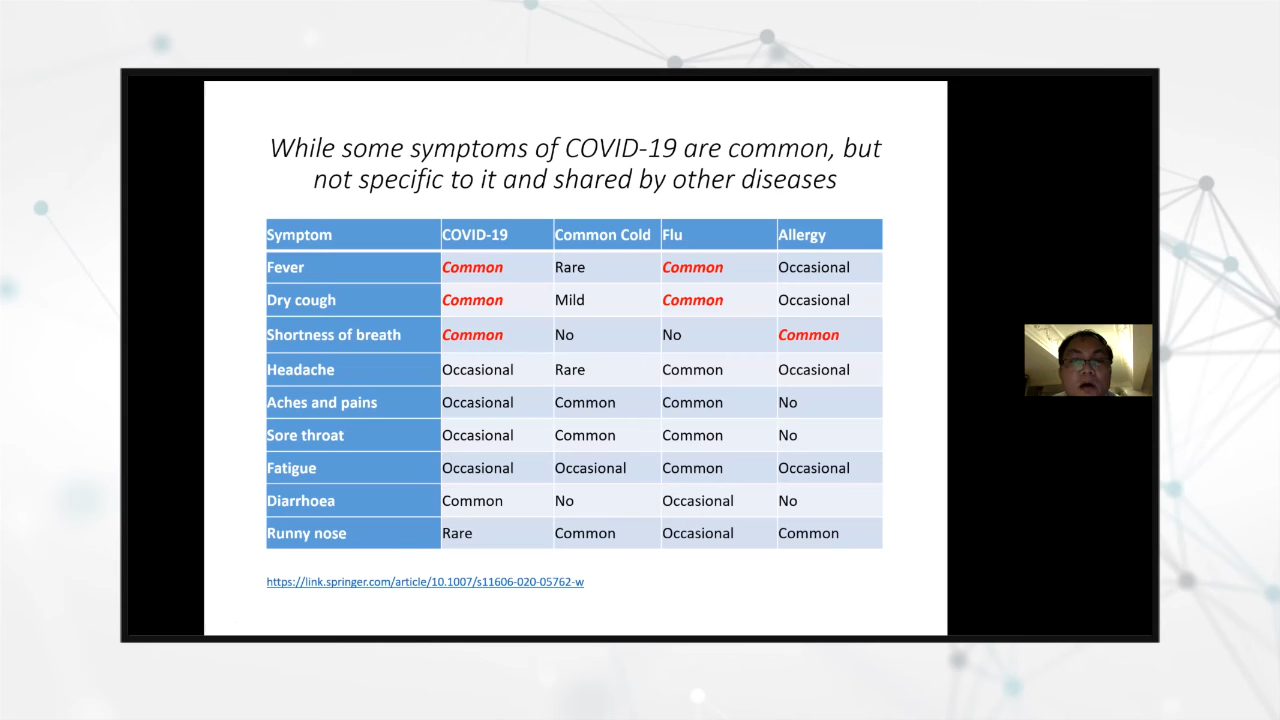 While some symptoms of COVID-19 are common, but
not specific to it and shared by other diseases
Symptom COVID-19 Common Cold Flu Allergy
Fever Common Rare Common Occasional
Dry cough Common Mild Common Occasional
Shortness of breath Common No No Common
Headache Occasional Rare Common Occasional
Aches and pains Occasional Common Common No
Sore throat Occasional Common Common No
Fatigue Occasional Occasional Common Occasional
Diarrhoea Common No Occasional No
Runny nose Rare Common Occasional Common
https://link.springer.com/article/10.1007/s11606-020-05762-w